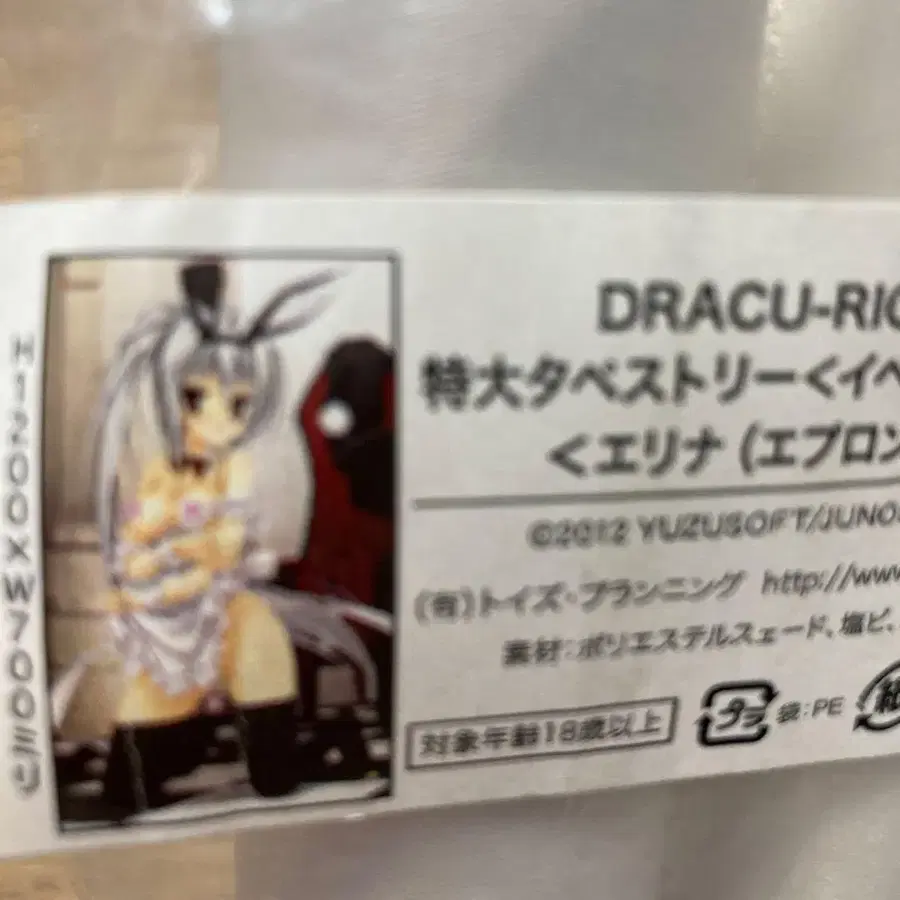 H1200×W700ミリ
DRACU-RIO
特大タペストリー<イベ
<エリナ (エプロン
©2012 YUZUSOFT/JUNOS
(有)トイズ・プランニング http://www
素材:ポリエステルスェード、塩ビ、
対象年齢18歳以上
プラ 袋:PE 紙